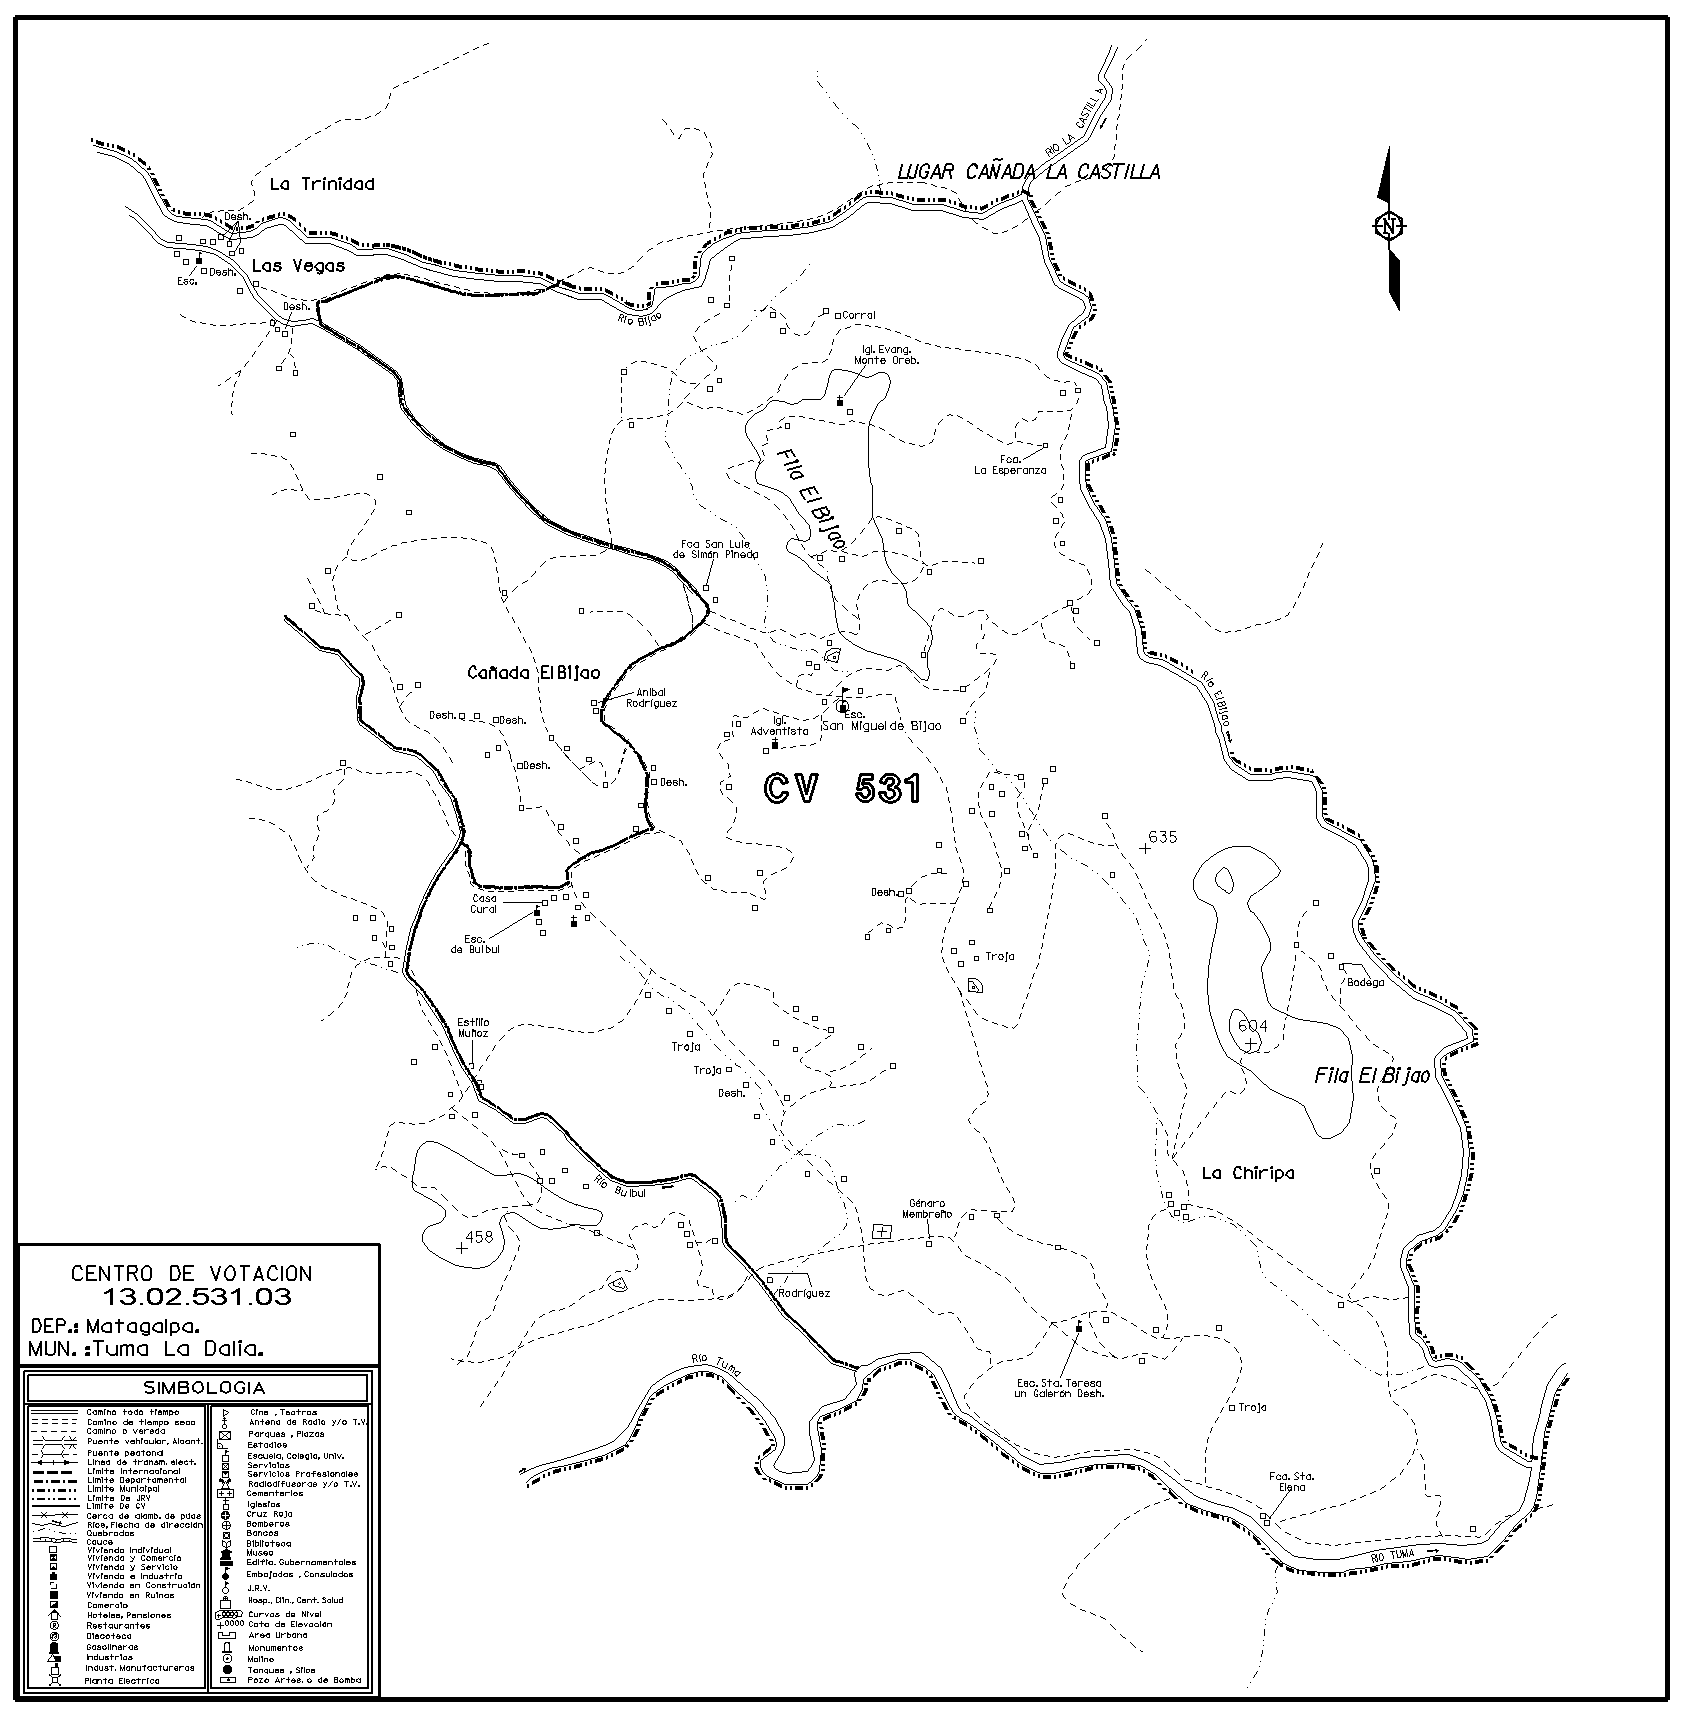 RIO LA CASTILLA
LUGAR CAÑADA LA CASTILLA
La Trinidad
N
Desh.
Las Vegas
Desh.
Esc.
Desh.
Río Bijao
Corral
Igl. Evang.
Monte Oreb.
Fca.
La Esperanza
Fila El Bijao
Fca San Luis
de Simón Pineda
Cañada El Bijao
Anibal
Rodríguez
Río El Bijao
Desh.
Desh.
Igl.
Adventista
Esc.
San Miguel de Bijao
Desh.
Desh.
CV 531
635
Casa
Cural
Desh.
Esc.
de Bulbul
Troja
Bodega
Estilio
Muñoz
604
Troja
Troja
Fila El Bijao
Desh.
La Chiripa
Río Bulbul
Génaro
Membreño
458
Rodríguez
CENTRO DE VOTACION
13.02.531.03
DEP.: Matagalpa.
MUN. :Tuma La Dalia.
Río Tuma
Esc. Sta. Teresa
un Galerón Desh.
Troja
Fca. Sta.
Elena
RIO TUMA
SIMBOLOGIA
Camino todo tiempo
Camino de tiempo seco
Camino o vereda
Puente vehicular, Alcant.
Puente peatonal
Linea de transm. elect.
Limite Internacional
Limite Departamental
Limite Municipal
Limite De JRV
Limite De CV
Cerca de alamb. de púas
Ríos, Flecha de dirección
Quebradas
Cauce
Vivienda Individual
Vivienda y Comercio
Vivienda y Servicio
Vivienda e Industria
Vivienda en Construción
Vivienda en Ruinas
Comercio
Hoteles, Pensiones
Restaurantes
Discoteca
Gasolineras
Industrias
Indust. Manufactureras
Planta Electrica
Cine , Teatros
Antena de Radio y/o T.V.
Parques , Plazas
Estadios
Escuela, Colegio, Univ.
Servicios
Servicios Profesionales
Radiodifusoras y/o T.V.
Cementerios
Iglesias
Cruz Roja
Bomberos
Bancos
Biblioteca
Museo
Edifio. Gubernamentales
Embajadas , Consulados
J.R.V.
Hosp., Clin., Cent. Salud
Curvas de Nivel
Cota de Elevación
Area Urbana
Monumentos
Molino
Tanques , Silos
Pozo Artes. o de Bomba